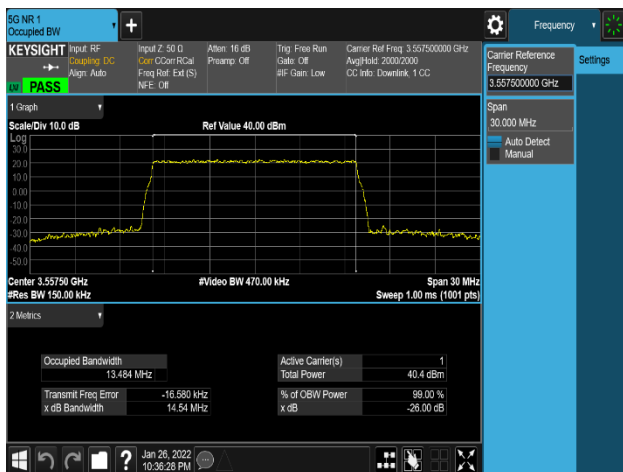 5G NR 1
Occupied BW
Frequency
KEYSIGHT
Input: RF
Coupling: DC
Align: Auto
Input Z: 50 Ω
Corr CCorr RCal
Freq Ref: Ext (S)
NFE: Off
Atten: 16 dB
Preamp: Off
Trig: Free Run
Gate: Off
#IF Gain: Low
Carrier Ref Freq: 3.557500000 GHz
Avg|Hold: 2000/2000
CC Info: Downlink, 1 CC
LXI
PASS
Carrier Reference
Frequency
3.557500000 GHz
Settings
Span
30.000 MHz
Auto Detect
Manual
1 Graph
Scale/Div 10.0 dB
Ref Value 40.00 dBm
Log
30.0
20.0
10.0
0.00
-10.0
-20.0
-30.0
-40.0
-50.0
Center 3.55750 GHz
#Video BW 470.00 kHz
Span 30 MHz
#Res BW 150.00 kHz
Sweep 1.00 ms (1001 pts)
2 Metrics
Occupied Bandwidth
13.484 MHz
Active Carrier(s)
1
Total Power
40.4 dBm
Transmit Freq Error
-16.580 kHz
% of OBW Power
99.00 %
x dB Bandwidth
14.54 MHz
x dB
-26.00 dB
?
Jan 26, 2022
10:36:28 PM